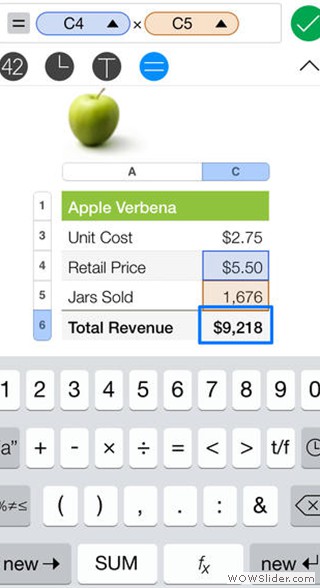 = C4 ▲ × C5 ▲
42 T =
A C
1 Apple Verbena
3 Unit Cost $2.75
4 Retail Price $5.50
5 Jars Sold 1,676
6 Total Revenue $9,218
1 2 3 4 5 6 7 8 9 0
"a" + - × ÷ = < > t/f
%≠≤ ( ) , . : &
new → SUM fx new ↵
WOWSlider.com